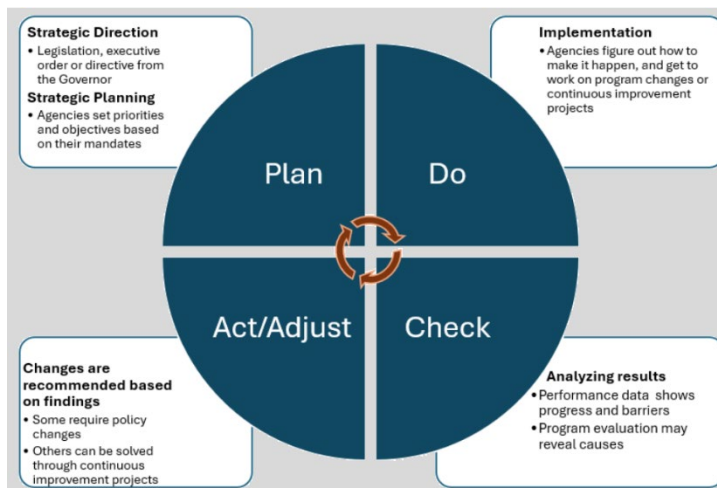 Strategic Direction
• Legislation, executive
order or directive from
the Governor
Strategic Planning
• Agencies set priorities
and objectives based
on their mandates
Implementation
• Agencies figure out how to
make it happen, and get to
work on program changes or
continuous improvement
projects
Plan
Do
Act/Adjust
Check
Changes are
recommended based
on findings
• Some require policy
changes
• Others can be solved
through continuous
improvement projects
Analyzing results
• Performance data shows
progress and barriers
• Program evaluation may
reveal causes